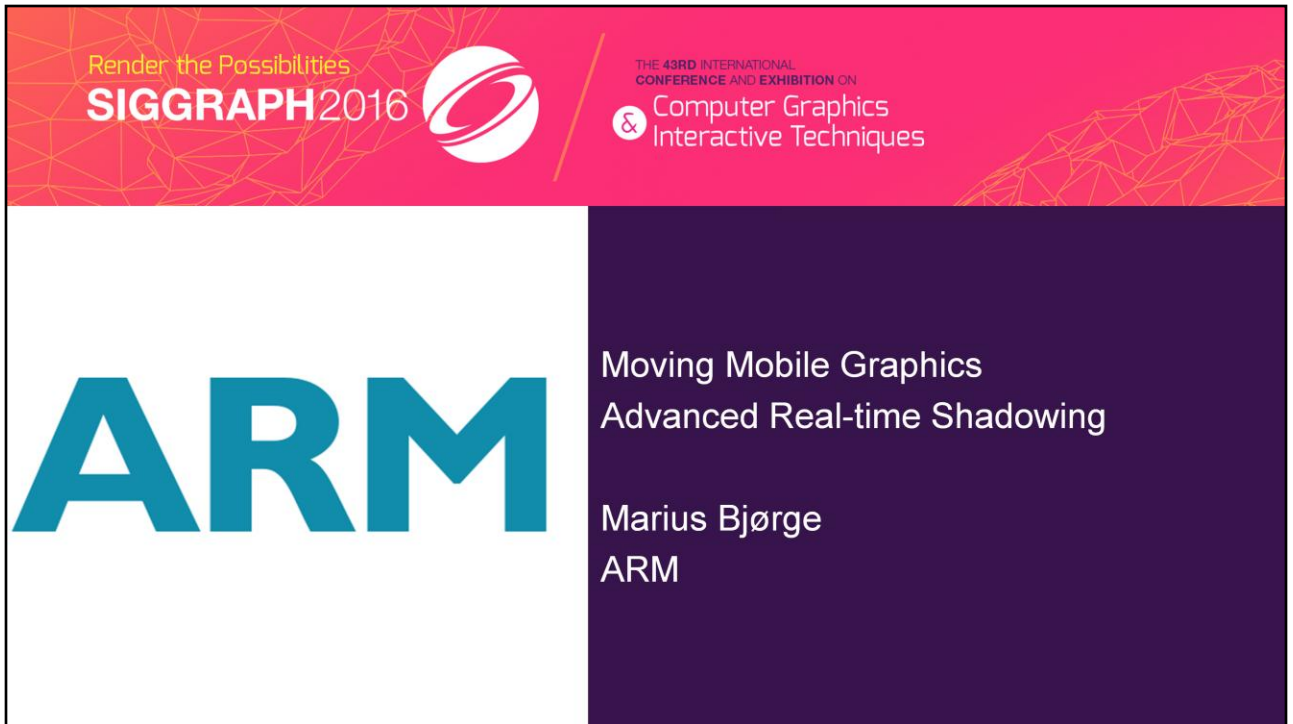 Render the Possibilities
SIGGRAPH2016
THE 43RD INTERNATIONAL
CONFERENCE AND EXHIBITION ON
& Computer Graphics
Interactive Techniques
ARM
Moving Mobile Graphics
Advanced Real-time Shadowing
Marius Bjørge
ARM